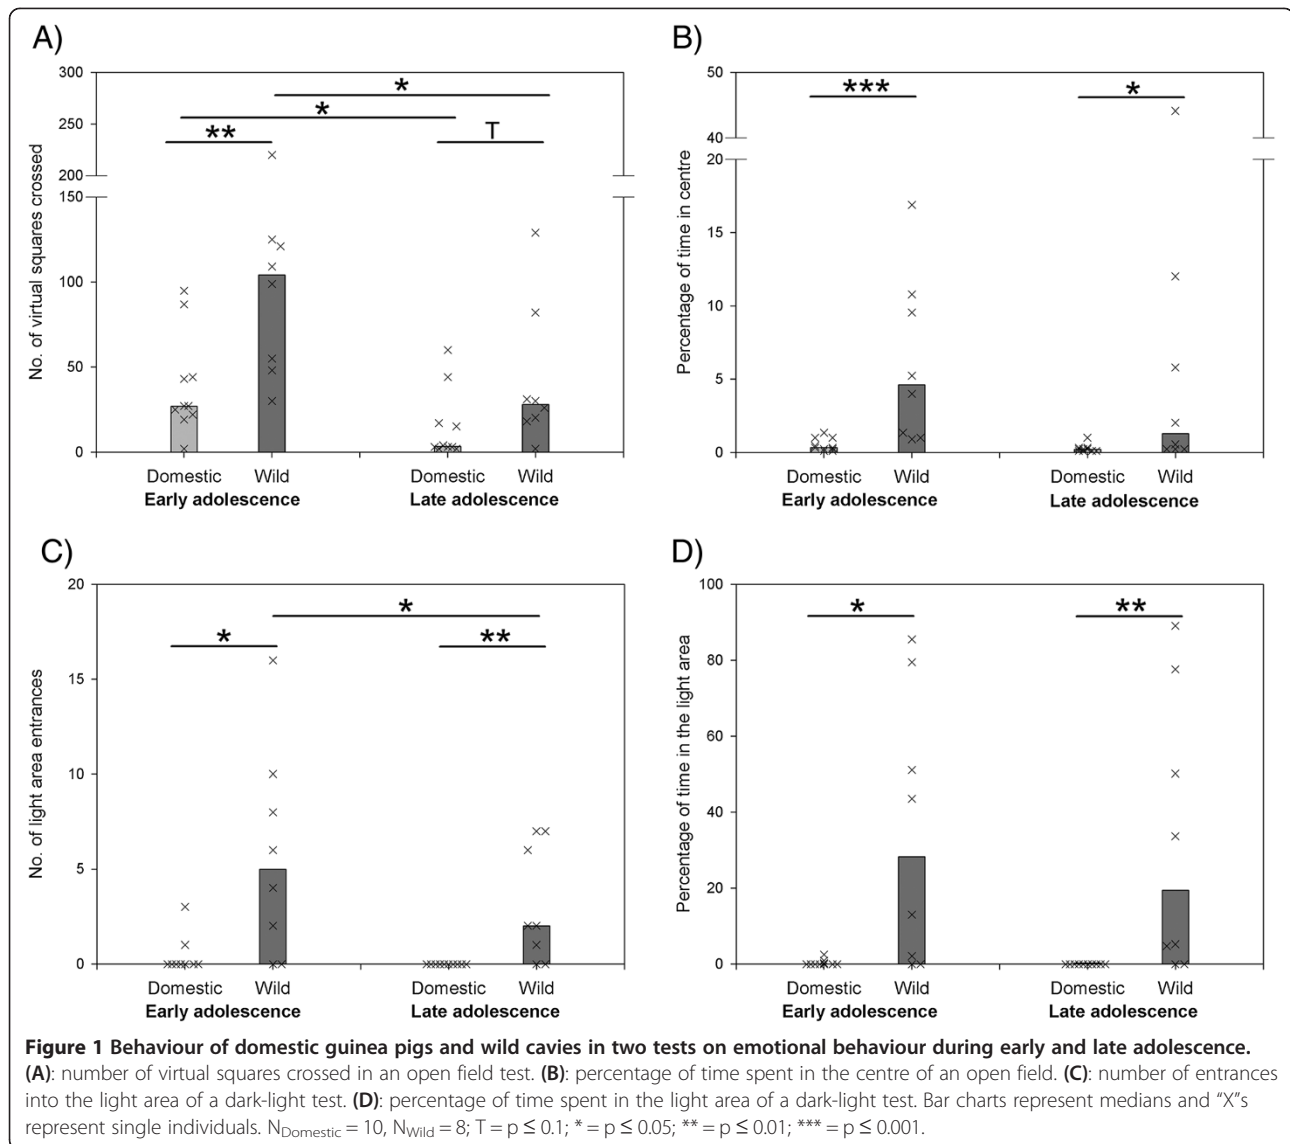 A)
300
250
200
150
100
50
0
No. of virtual squares crossed
*
*
**
T
Domestic Wild Domestic Wild
Early adolescence Late adolescence
B)
50
40
20
15
10
5
0
Percentage of time in centre
***
*
Domestic Wild Domestic Wild
Early adolescence Late adolescence
C)
20
15
10
5
0
No. of light area entrances
*
*
**
Domestic Wild Domestic Wild
Early adolescence Late adolescence
D)
100
80
60
40
20
0
Percentage of time in the light area
*
**
Domestic Wild Domestic Wild
Early adolescence Late adolescence
Figure 1 Behaviour of domestic guinea pigs and wild cavies in two tests on emotional behaviour during early and late adolescence.
(A): number of virtual squares crossed in an open field test. (B): percentage of time spent in the centre of an open field. (C): number of entrances
into the light area of a dark-light test. (D): percentage of time spent in the light area of a dark-light test. Bar charts represent medians and “X”s
represent single individuals. NDomestic = 10, NWild = 8; T = p ≤ 0.1; * = p ≤ 0.05; ** = p ≤ 0.01; *** = p ≤ 0.001.